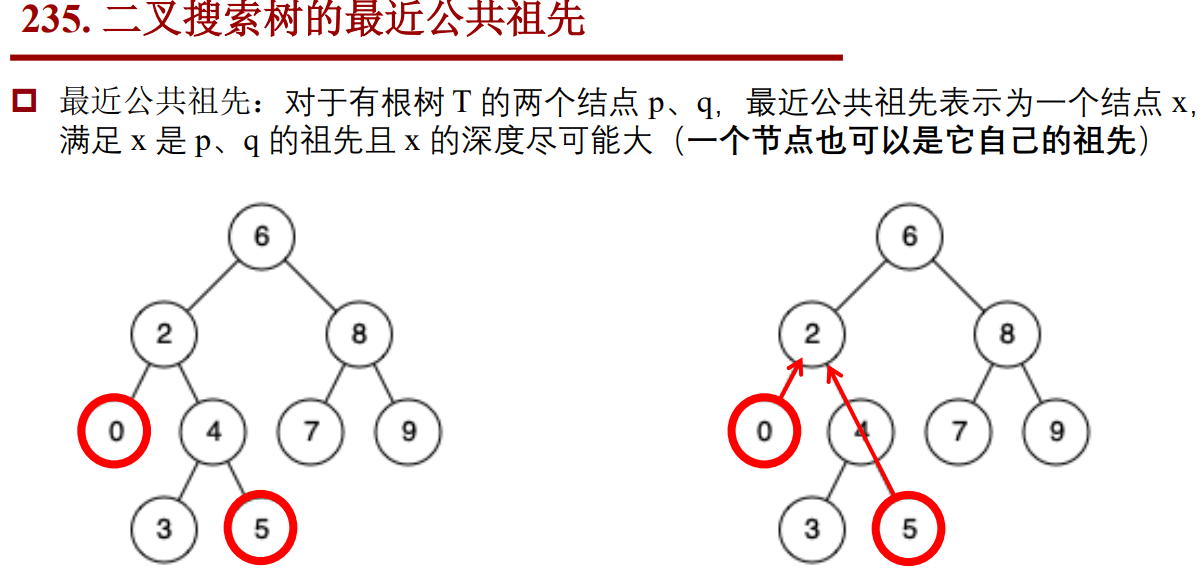 235. 二叉搜索树的最近公共祖先
最近公共祖先：对于有根树 T 的两个结点 p、q，最近公共祖先表示为一个结点 x，
满足 x 是 p、q 的祖先且 x 的深度尽可能大（一个节点也可以是它自己的祖先）
6
2 8
0 4 7 9
3 5
6
2 8
0 4 7 9
3 5